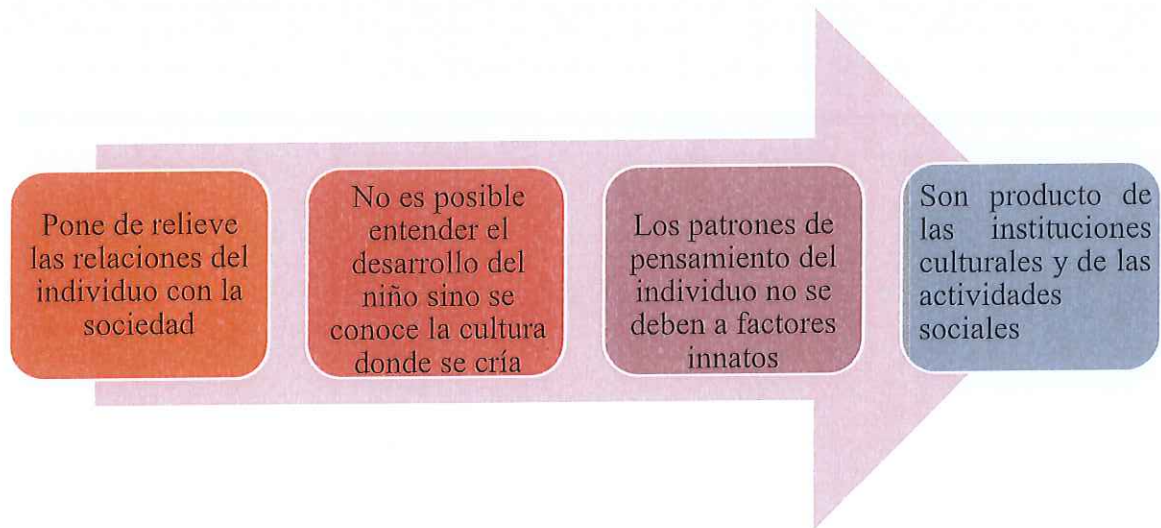 Pone de relieve
las relaciones del
individuo con la
sociedad
No es posible
entender el
desarrollo del
niño sino se
conoce la cultura
donde se cría
Los patrones de
pensamiento del
individuo no se
deben a factores
innatos
Son producto de
las instituciones
culturales y de las
actividades
sociales